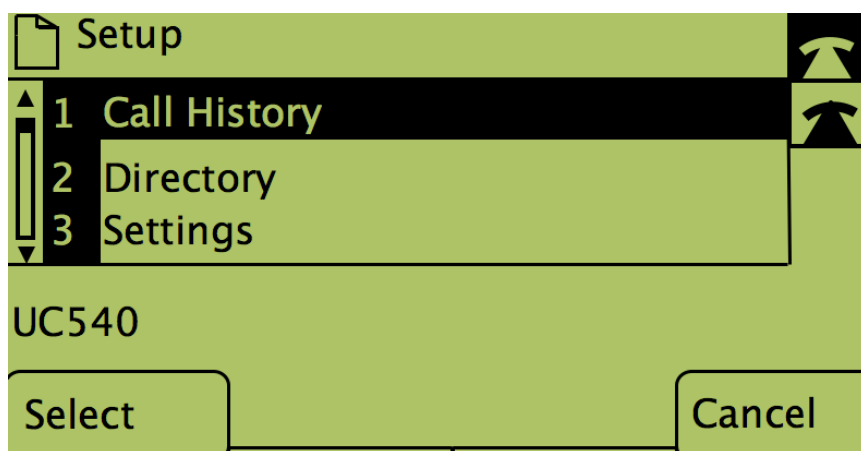 Setup
1 Call History
2 Directory
3 Settings
UC540
Select Cancel